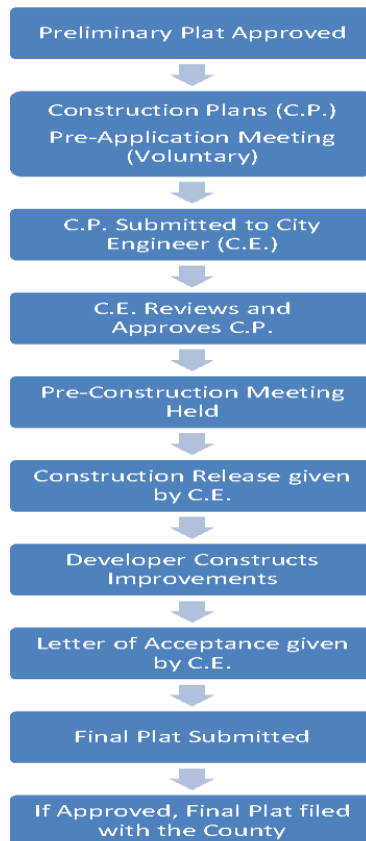 Preliminary Plat Approved
Construction Plans (C.P.)
Pre-Application Meeting
(Voluntary)
C.P. Submitted to City
Engineer (C.E.)
C.E. Reviews and
Approves C.P.
Pre-Construction Meeting
Held
Construction Release given
by C.E.
Developer Constructs
Improvements
Letter of Acceptance given
by C.E.
Final Plat Submitted
If Approved, Final Plat filed
with the County